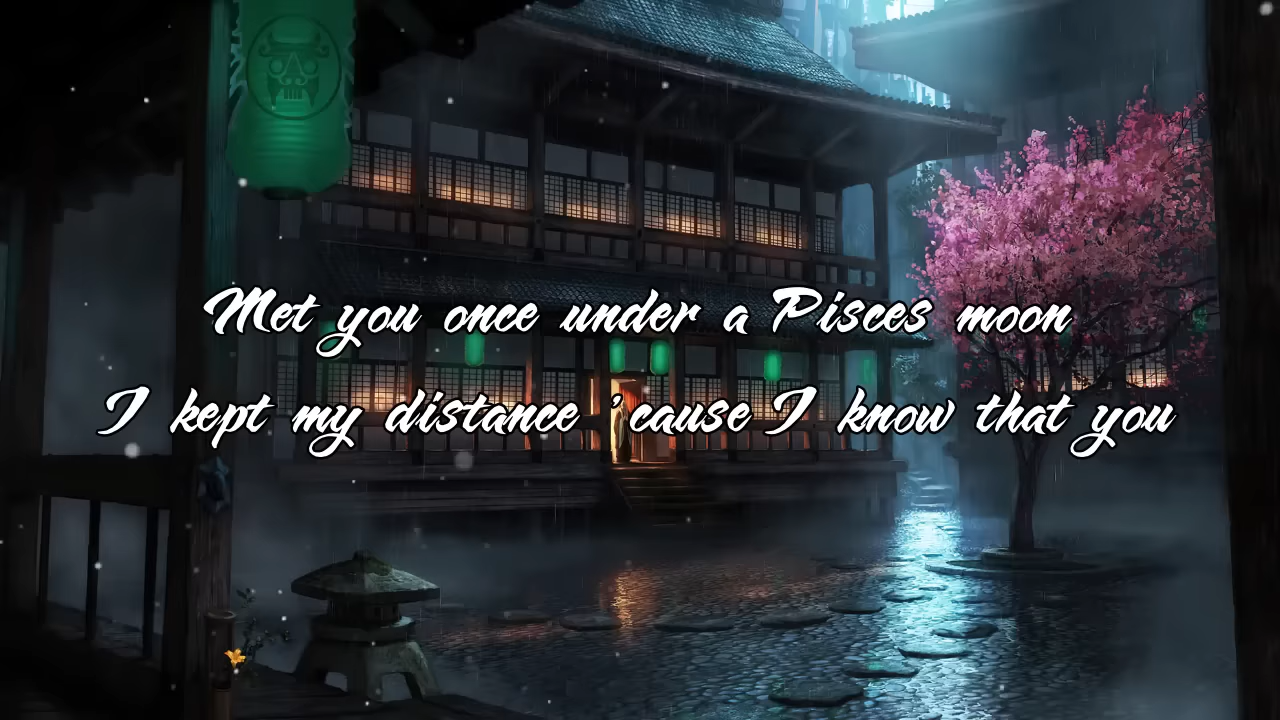 Met you once under a Pisces moon
I kept my distance 'cause I know that you